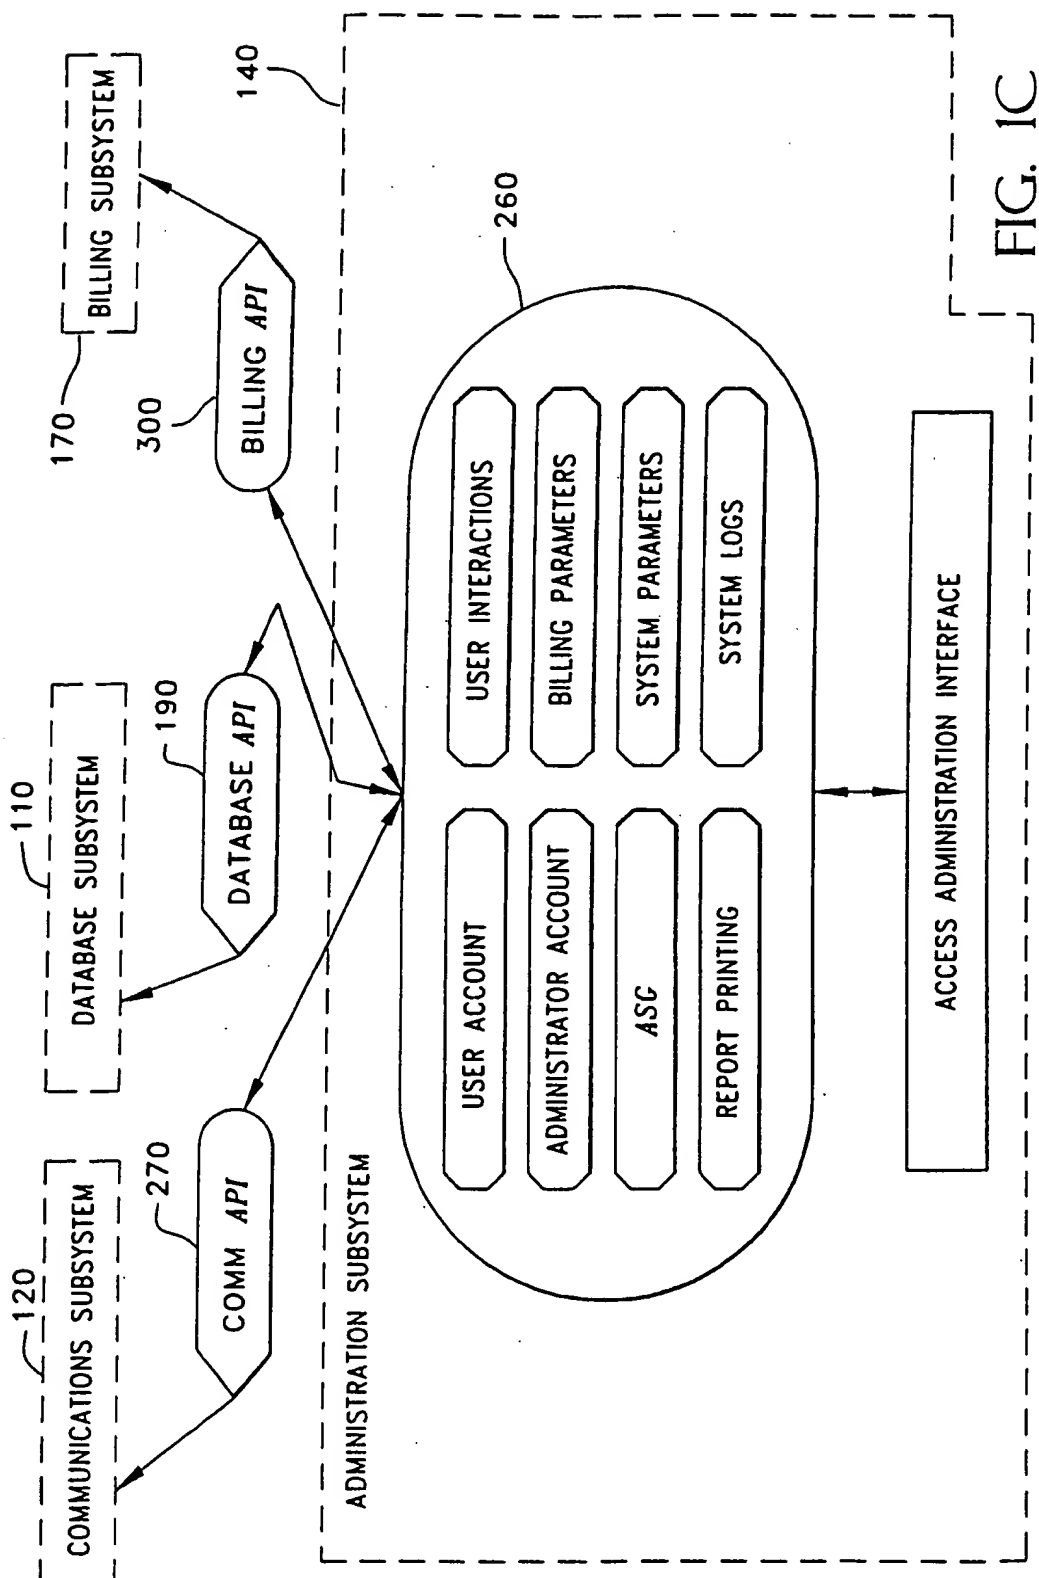 120
COMMUNICATIONS SUBSYSTEM
110
DATABASE SUBSYSTEM
170
BILLING SUBSYSTEM
270
COMM API
190
DATABASE API
300
BILLING API
140
ADMINISTRATION SUBSYSTEM
260
USER ACCOUNT
USER INTERACTIONS
ADMINISTRATOR ACCOUNT
BILLING PARAMETERS
ASG
SYSTEM PARAMETERS
REPORT PRINTING
SYSTEM LOGS
ACCESS ADMINISTRATION INTERFACE
FIG. 1C